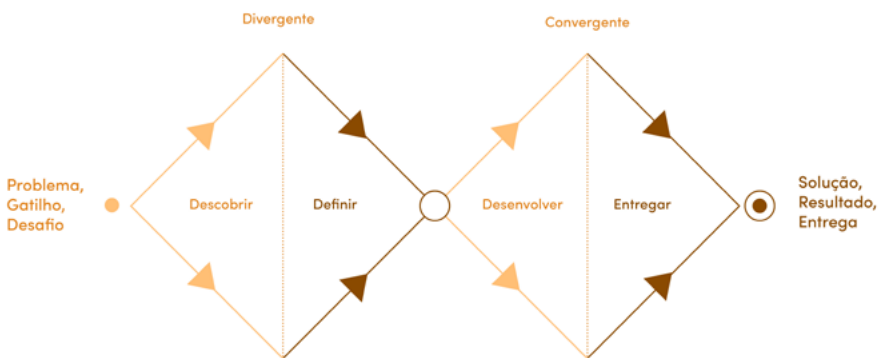 Divergente
Convergente
Problema,
Gatilho,
Desafio
Descobrir
Definir
Desenvolver
Entregar
Solução,
Resultado,
Entrega